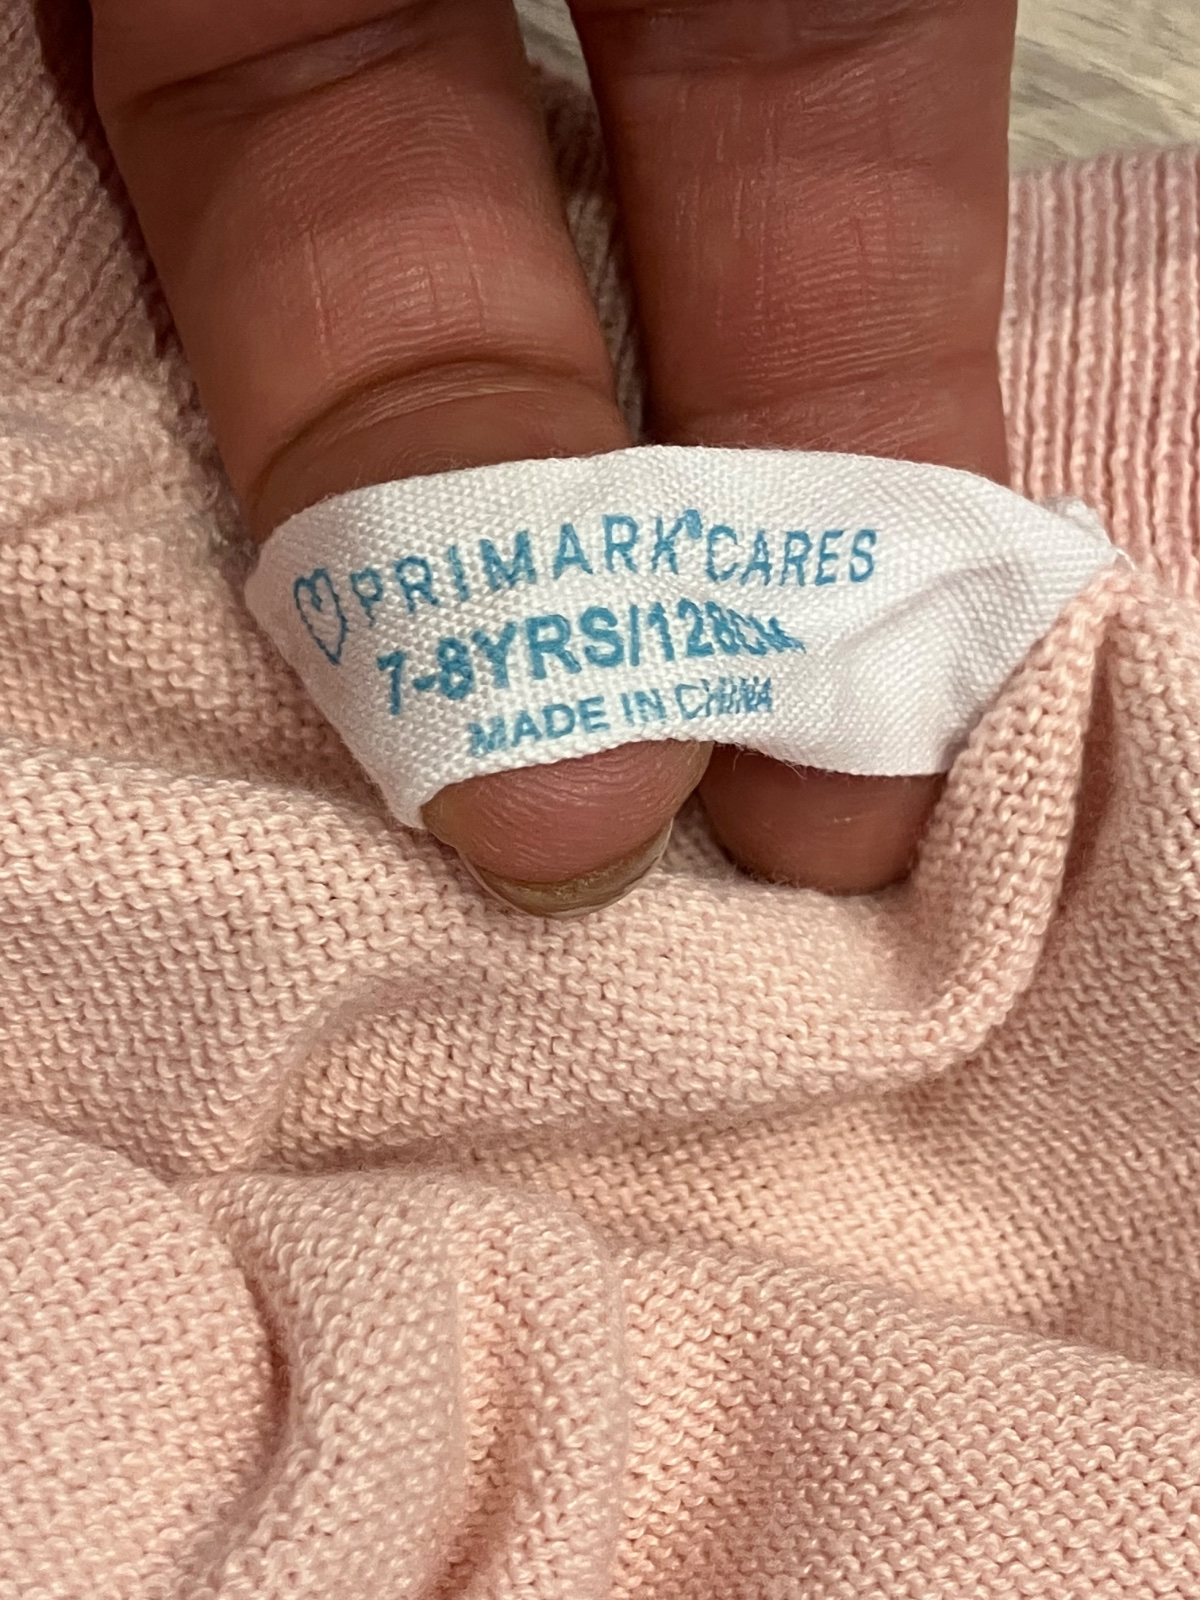 PRIMARK® CARES
7-8YRS/128CM
MADE IN CHINA